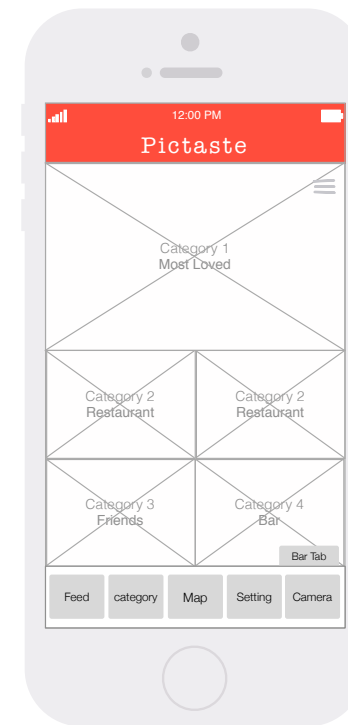 12:00 PM
Pictaste
Category 1
Most Loved
Category 2
Restaurant
Category 2
Restaurant
Category 3
Friends
Category 4
Bar
Bar Tab
Feed
category
Map
Setting
Camera